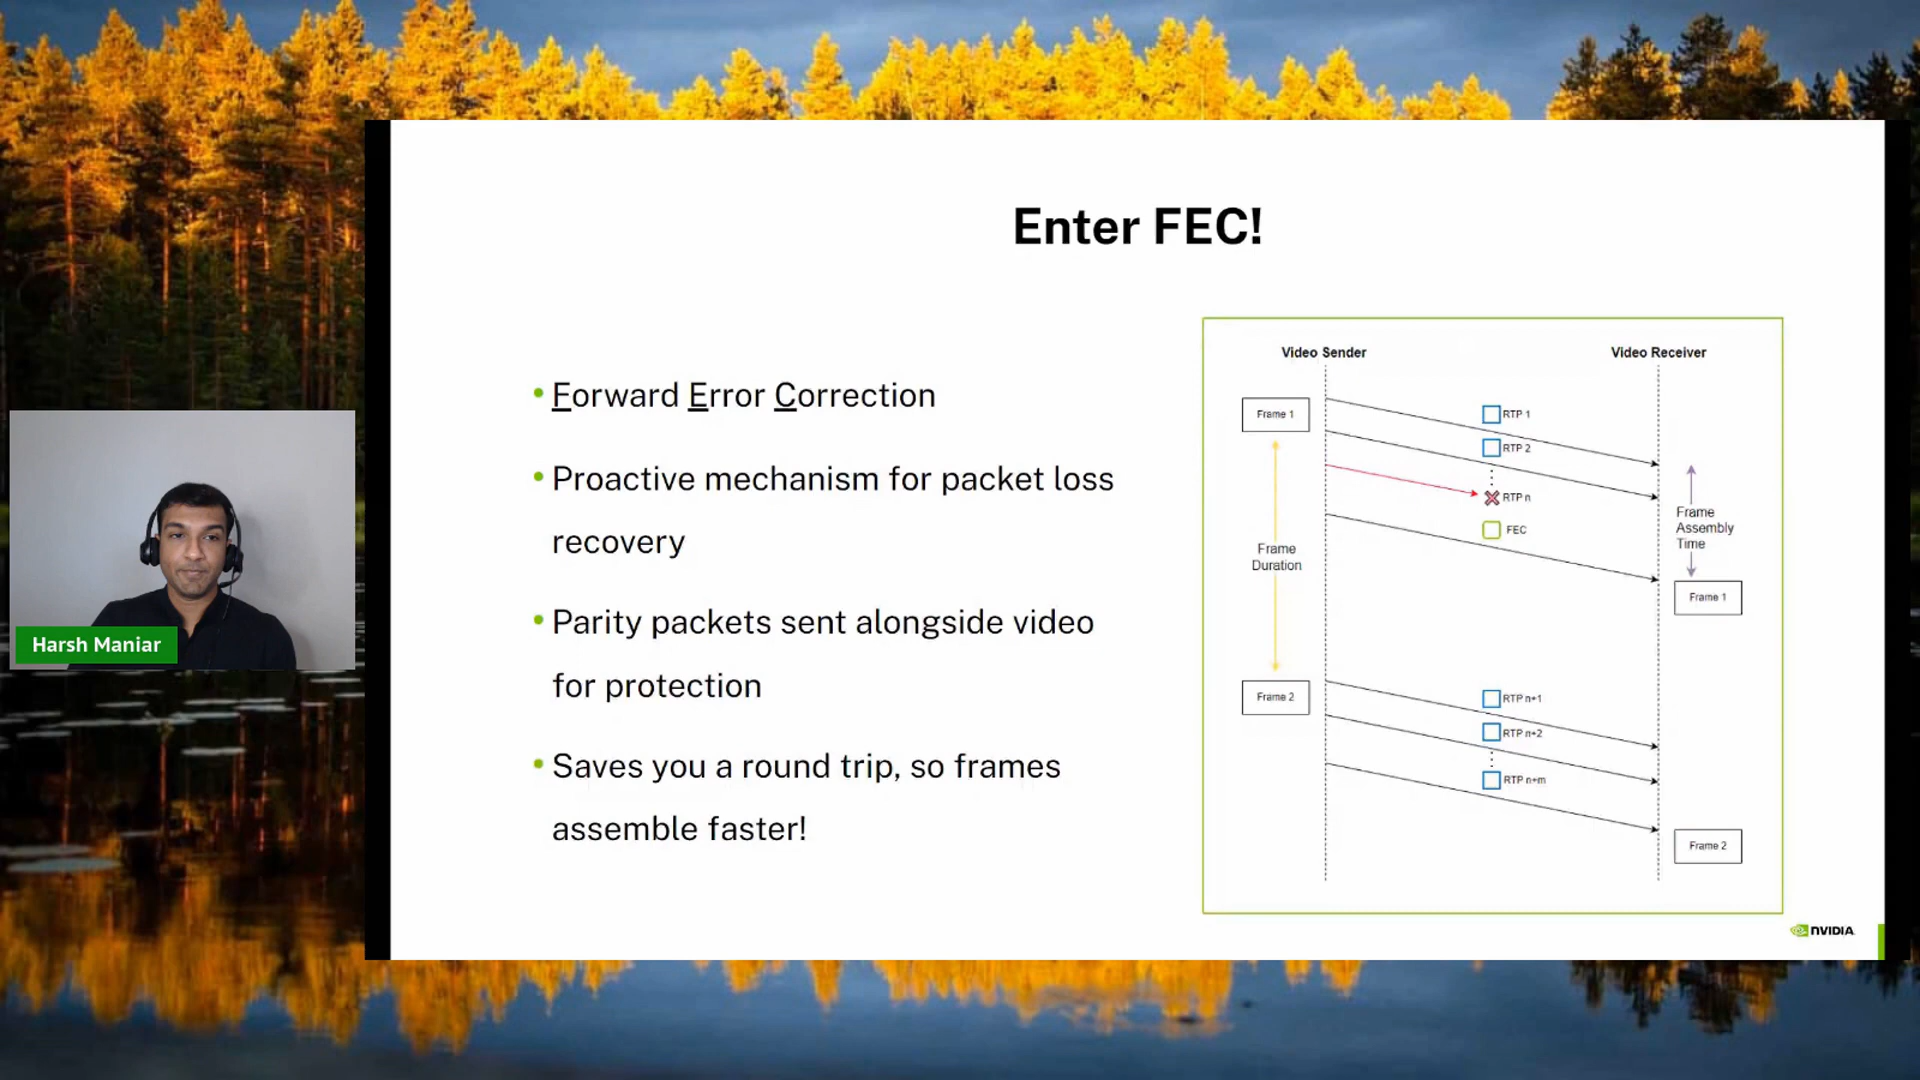 Enter FEC!
Forward Error Correction
Proactive mechanism for packet loss
recovery
Parity packets sent alongside video
for protection
Saves you a round trip, so frames
assemble faster!
Video Sender
Video Receiver
Frame 1
RTP 1
RTP 2
RTP n
FEC
Frame
Assembly
Time
Frame
Duration
Frame 1
Frame 2
RTP n+1
RTP n+2
RTP n+m
Frame 2
NVIDIA
Harsh Maniar